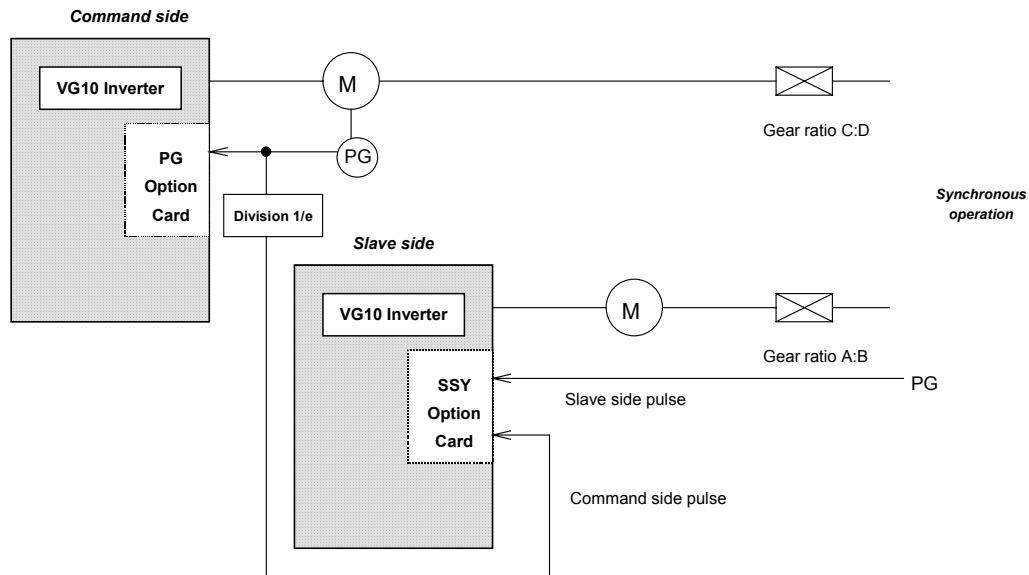 Command side
VG10 Inverter
M
Gear ratio C:D
PG
Option
Card
PG
Division 1/e
Synchronous
operation
Slave side
VG10 Inverter
M
Gear ratio A:B
SSY
Option
Card
Slave side pulse
PG
Command side pulse